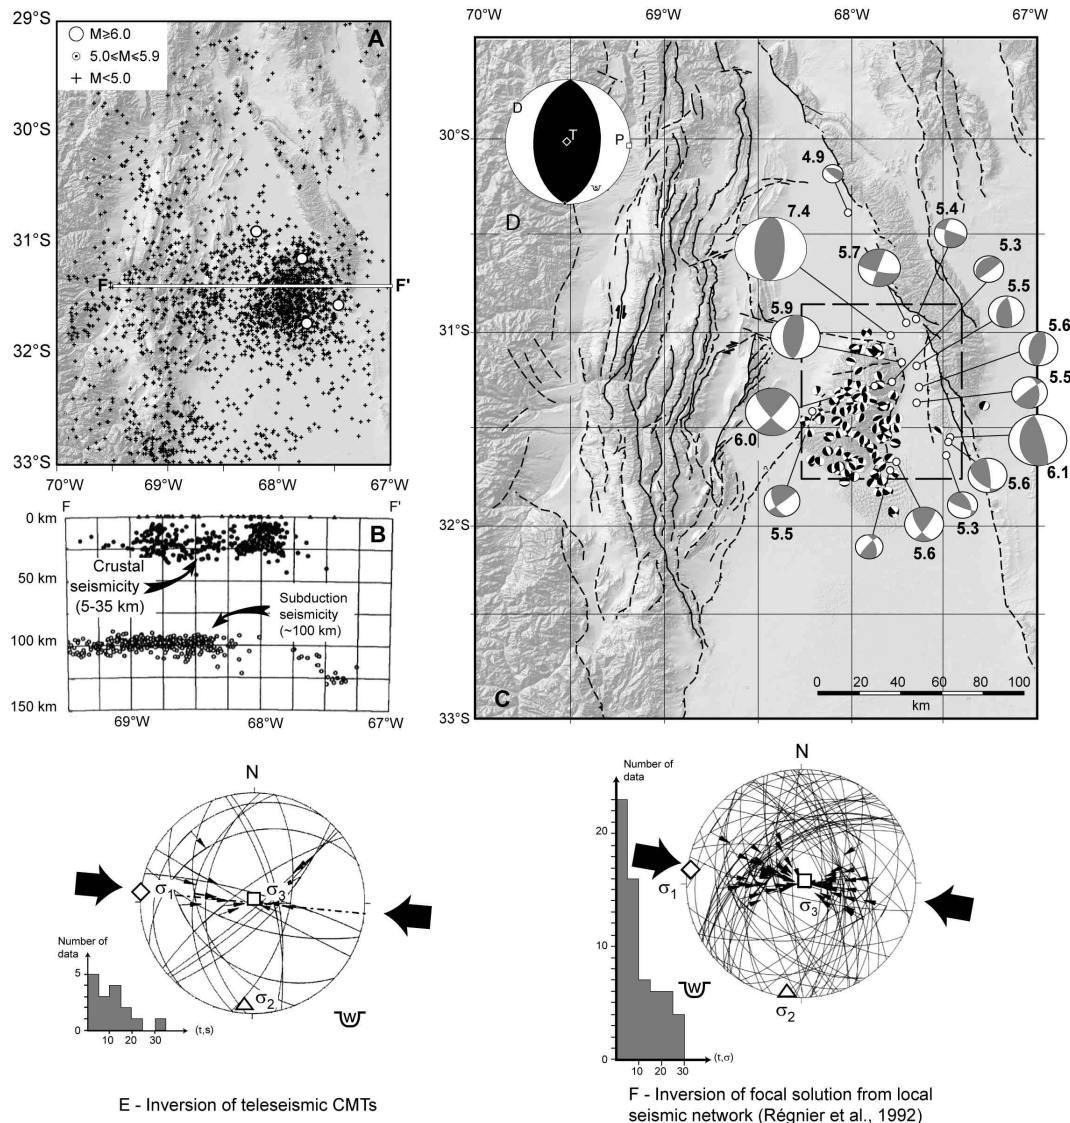 29°S
30°S
31°S
32°S
33°S
M≥6.0
5.0<M≤5.9
M<5.0
A
F
F'
70°W
69°W
68°W
67°W
F
F'
0 km
50 km
100 km
150 km
B
Crustal
seismicity
(5-35 km)
Subduction
seismicity
(~100 km)
69°W
68°W
67°W
70°W
69°W
68°W
67°W
30°S
31°S
32°S
33°S
D
T
P
W
D
4.9
7.4
5.4
5.7
5.3
5.5
5.9
5.6
5.5
6.0
6.1
5.6
5.5
5.3
5.6
C
0 20 40 60 80 100
km
N
σ1
σ3
σ2
Number of
data
5
0
10 20 30
(t,s)
W
E - Inversion of teleseismic CMTs
Number of
data
20
10
0
10 20 30
(t,σ)
N
σ1
σ3
σ2
W
F - Inversion of focal solution from local
seismic network (Régnier et al., 1992)